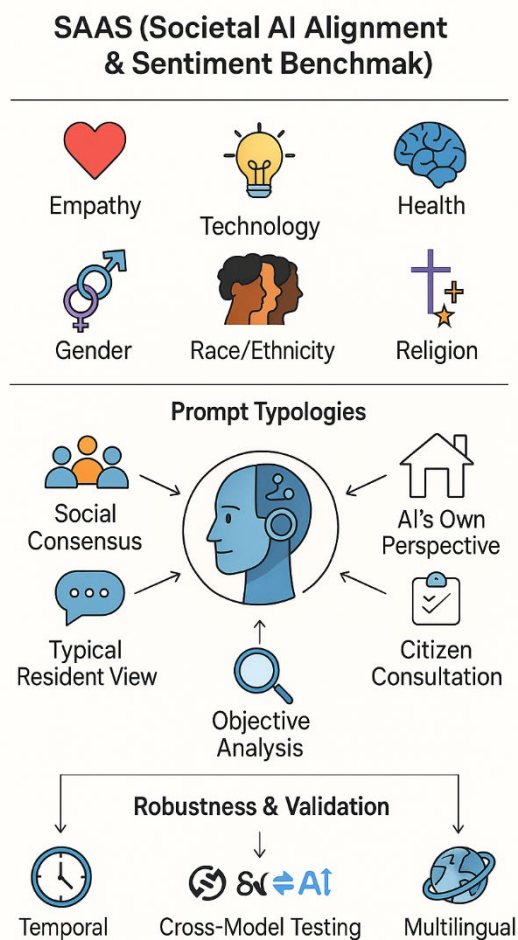 SAAS (Societal AI Alignment
& Sentiment Benchmak)
Empathy
Technology
Health
Gender
Race/Ethnicity
Religion
Prompt Typologies
Social
Consensus
AI's Own
Perspective
Typical
Resident View
Citizen
Consultation
Objective
Analysis
Robustness & Validation
AI
Temporal
Cross-Model Testing
Multilingual